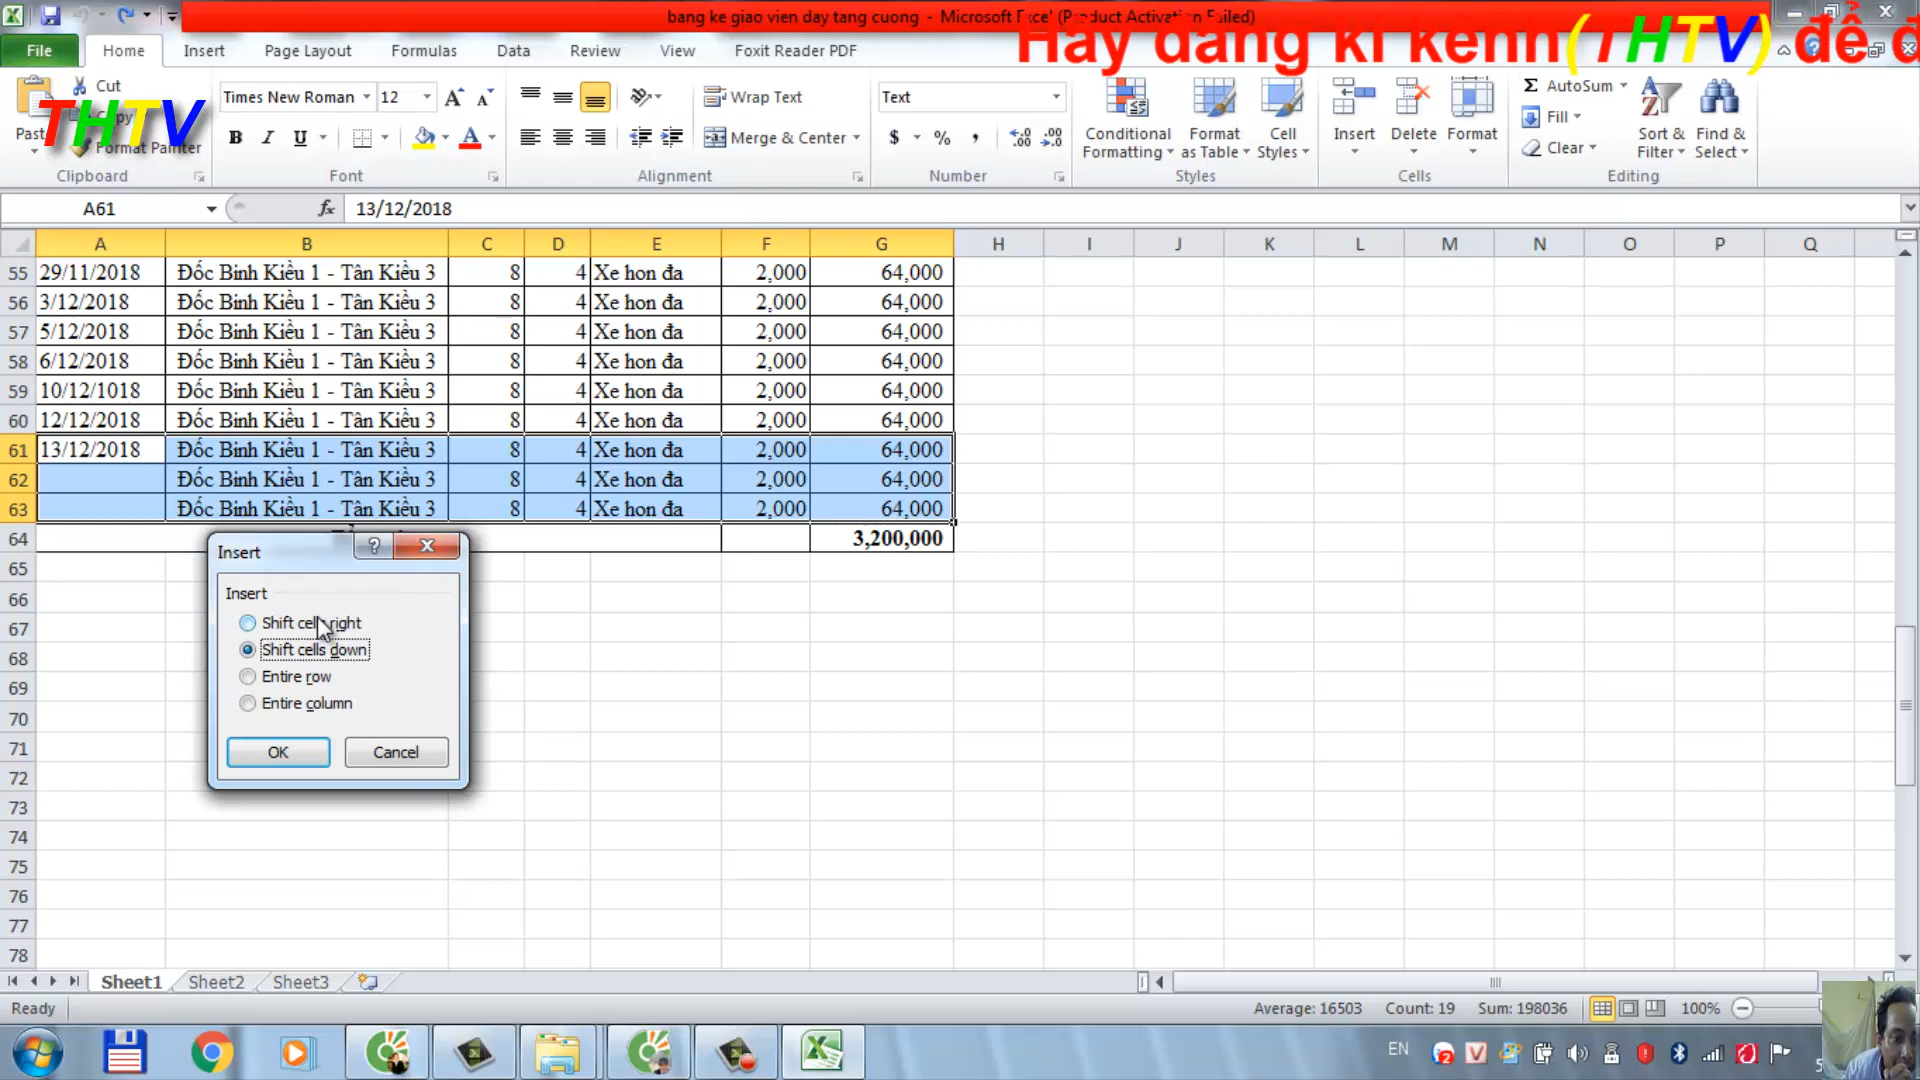 bang ke giao vien day tang cuong - Microsoft Excel (Product Activation Failed)
Hay dang ki kenh(THTV) để đ
File Home Insert Page Layout Formulas Data Review View Foxit Reader PDF
THTV
Cut
Copy
Format Painter
Clipboard
Times New Roman 12
B I U
Font
Wrap Text
Merge & Center
Alignment
Text
$ % ,
Number
Conditional Formatting
Format as Table
Cell Styles
Styles
Insert Delete Format
Cells
Σ AutoSum
Fill
Clear
Sort & Filter
Find & Select
Editing
A61 fx 13/12/2018
A B C D E F G H I J K L M N O P Q
55 29/11/2018 Đốc Binh Kiều 1 - Tân Kiều 3 8 4 Xe hon đa 2,000 64,000
56 3/12/2018 Đốc Binh Kiều 1 - Tân Kiều 3 8 4 Xe hon đa 2,000 64,000
57 5/12/2018 Đốc Binh Kiều 1 - Tân Kiều 3 8 4 Xe hon đa 2,000 64,000
58 6/12/2018 Đốc Binh Kiều 1 - Tân Kiều 3 8 4 Xe hon đa 2,000 64,000
59 10/12/1018 Đốc Binh Kiều 1 - Tân Kiều 3 8 4 Xe hon đa 2,000 64,000
60 12/12/2018 Đốc Binh Kiều 1 - Tân Kiều 3 8 4 Xe hon đa 2,000 64,000
61 13/12/2018 Đốc Binh Kiều 1 - Tân Kiều 3 8 4 Xe hon đa 2,000 64,000
62 Đốc Binh Kiều 1 - Tân Kiều 3 8 4 Xe hon đa 2,000 64,000
63 Đốc Binh Kiều 1 - Tân Kiều 3 8 4 Xe hon đa 2,000 64,000
64 3,200,000
65
66
67
68
69
70
71
72
73
74
75
76
77
78
Insert
Insert
Shift cells right
Shift cells down
Entire row
Entire column
OK Cancel
Sheet1 Sheet2 Sheet3
Ready Average: 16503 Count: 19 Sum: 198036 100%
EN